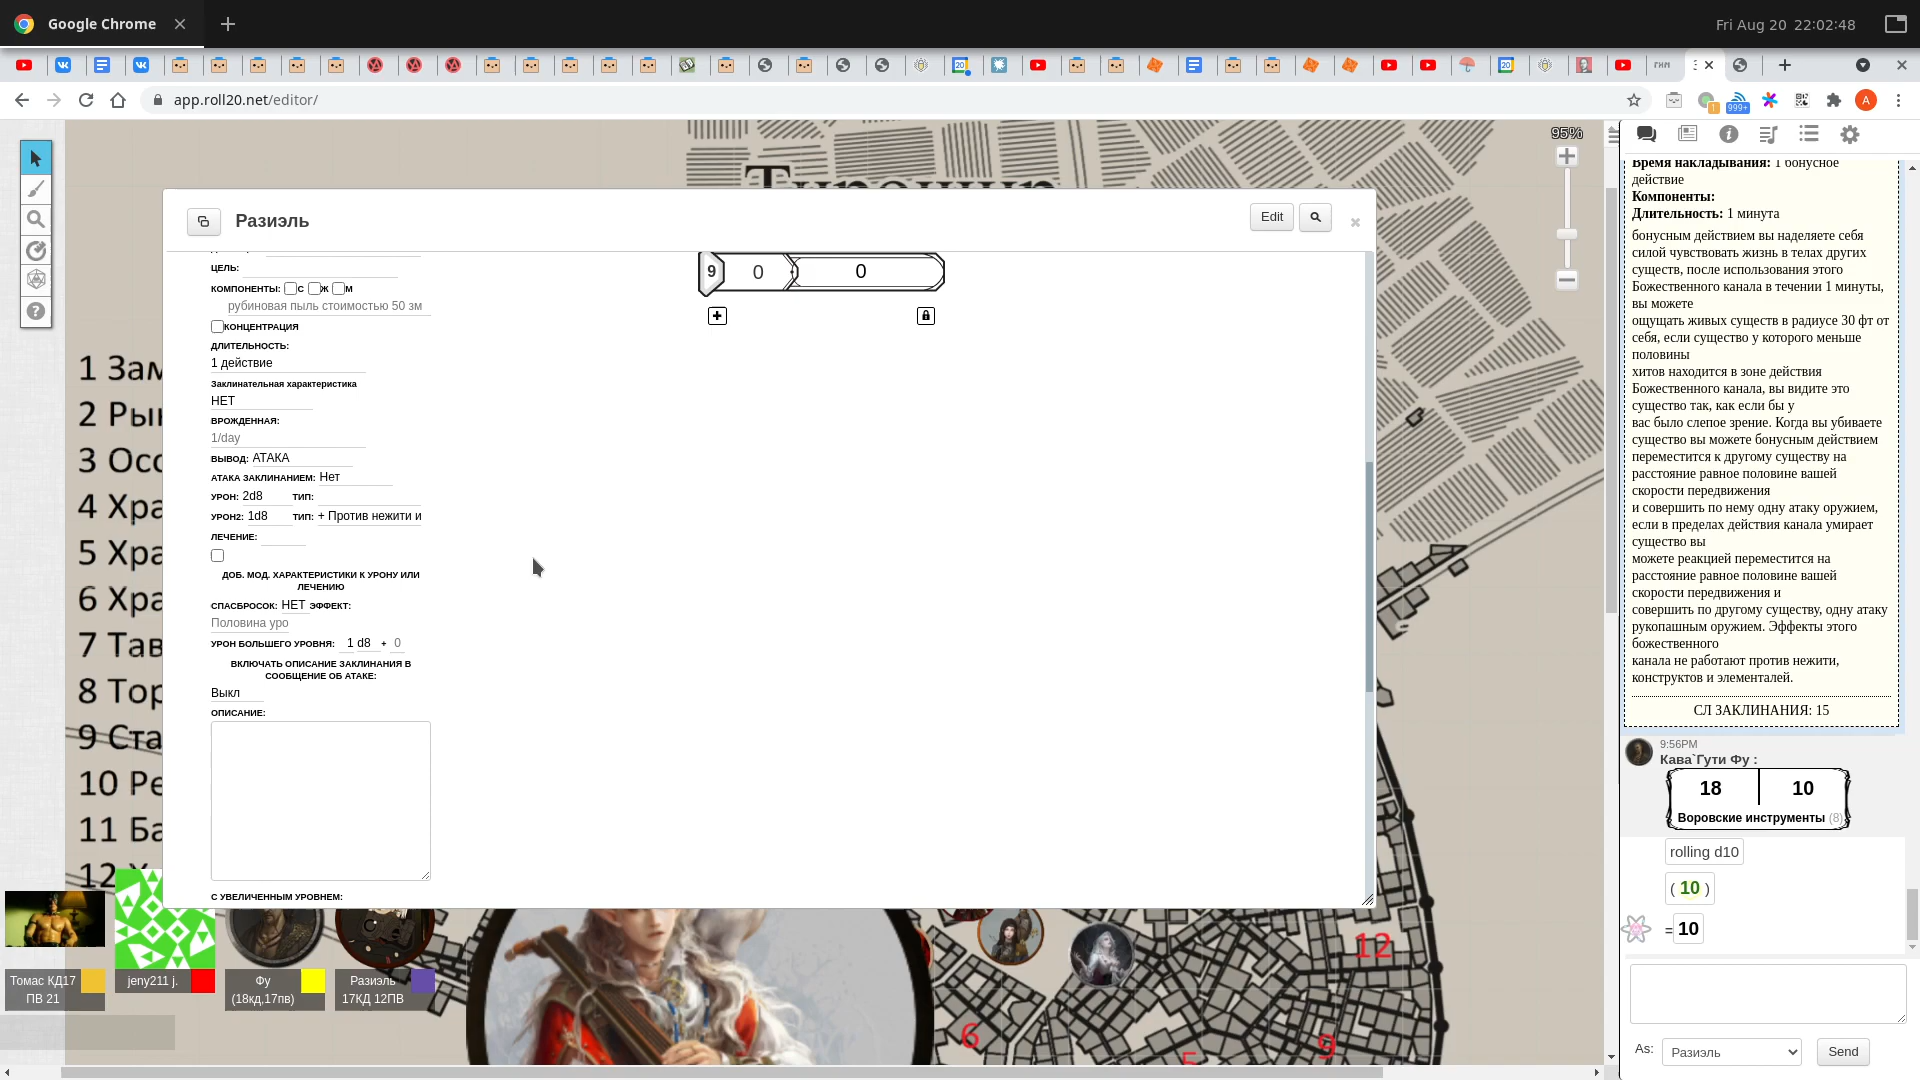 Google Chrome
Fri Aug 20 22:02:48
app.roll20.net/editor/
95%
Разиэль
Edit
ЦЕЛЬ:
КОМПОНЕНТЫ: С Ж М
рубиновая пыль стоимостью 50 зм
КОНЦЕНТРАЦИЯ
ДЛИТЕЛЬНОСТЬ:
1 действие
Заклинательная характеристика
НЕТ
ВРОЖДЕННАЯ:
1/day
ВЫВОД: АТАКА
АТАКА ЗАКЛИНАНИЕМ: Нет
УРОН: 2d8 ТИП:
УРОН2: 1d8 ТИП: + Против нежити и
ЛЕЧЕНИЕ:
ДОБ. МОД. ХАРАКТЕРИСТИКИ К УРОНУ ИЛИ
ЛЕЧЕНИЮ
СПАСБРОСОК: НЕТ ЭФФЕКТ:
Половина уро
УРОН БОЛЬШЕГО УРОВНЯ: 1 d8 + 0
ВКЛЮЧАТЬ ОПИСАНИЕ ЗАКЛИНАНИЯ В
СООБЩЕНИЕ ОБ АТАКЕ:
Выкл
ОПИСАНИЕ:
С УВЕЛИЧЕННЫМ УРОВНЕМ:
9 0 0
1 Зам
2 Рын
3 Осо
4 Хра
5 Хра
6 Хра
7 Тав
8 Тор
9 Ста
10 Ре
11 Ба
12
12
6
5
9
Томас КД17
ПВ 21
jeny211 j.
Фу
(18кд,17пв)
Разиэль
17КД 12ПВ
Время накладывания: 1 бонусное
действие
Компоненты:
Длительность: 1 минута
бонусным действием вы наделяете себя
силой чувствовать жизнь в телах других
существ, после использования этого
Божественного канала в течении 1 минуты,
вы можете
ощущать живых существ в радиусе 30 фт от
себя, если существо у которого меньше
половины
хитов находится в зоне действия
Божественного канала, вы видите это
существо так, как если бы у
вас было слепое зрение. Когда вы убиваете
существо вы можете бонусным действием
переместится к другому существу на
расстояние равное половине вашей
скорости передвижения
и совершить по нему одну атаку оружием,
если в пределах действия канала умирает
существо вы
можете реакцией переместится на
расстояние равное половине вашей
скорости передвижения и
совершить по другому существу, одну атаку
рукопашным оружием. Эффекты этого
божественного
канала не работают против нежити,
конструктов и элементалей.
СЛ ЗАКЛИНАНИЯ: 15
9:56PM
Кава`Гути Фу :
18 10
Воровские инструменты (8)
rolling d10
( 10 )
=10
As: Разиэль
Send